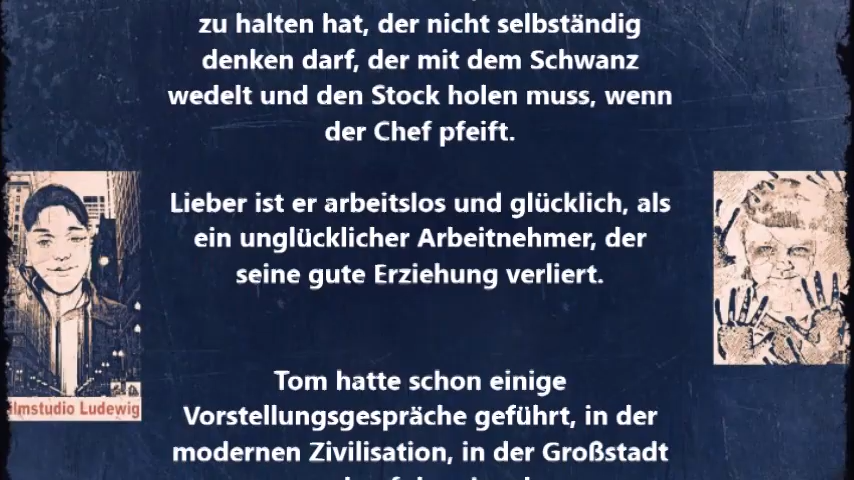 zu halten hat, der nicht selbständig
denken darf, der mit dem Schwanz
wedelt und den Stock holen muss, wenn
der Chef pfeift.
Lieber ist er arbeitslos und glücklich, als
ein unglücklicher Arbeitnehmer, der
seine gute Erziehung verliert.
Tom hatte schon einige
Vorstellungsgespräche geführt, in der
modernen Zivilisation, in der Großstadt
ilmstudio Ludewig